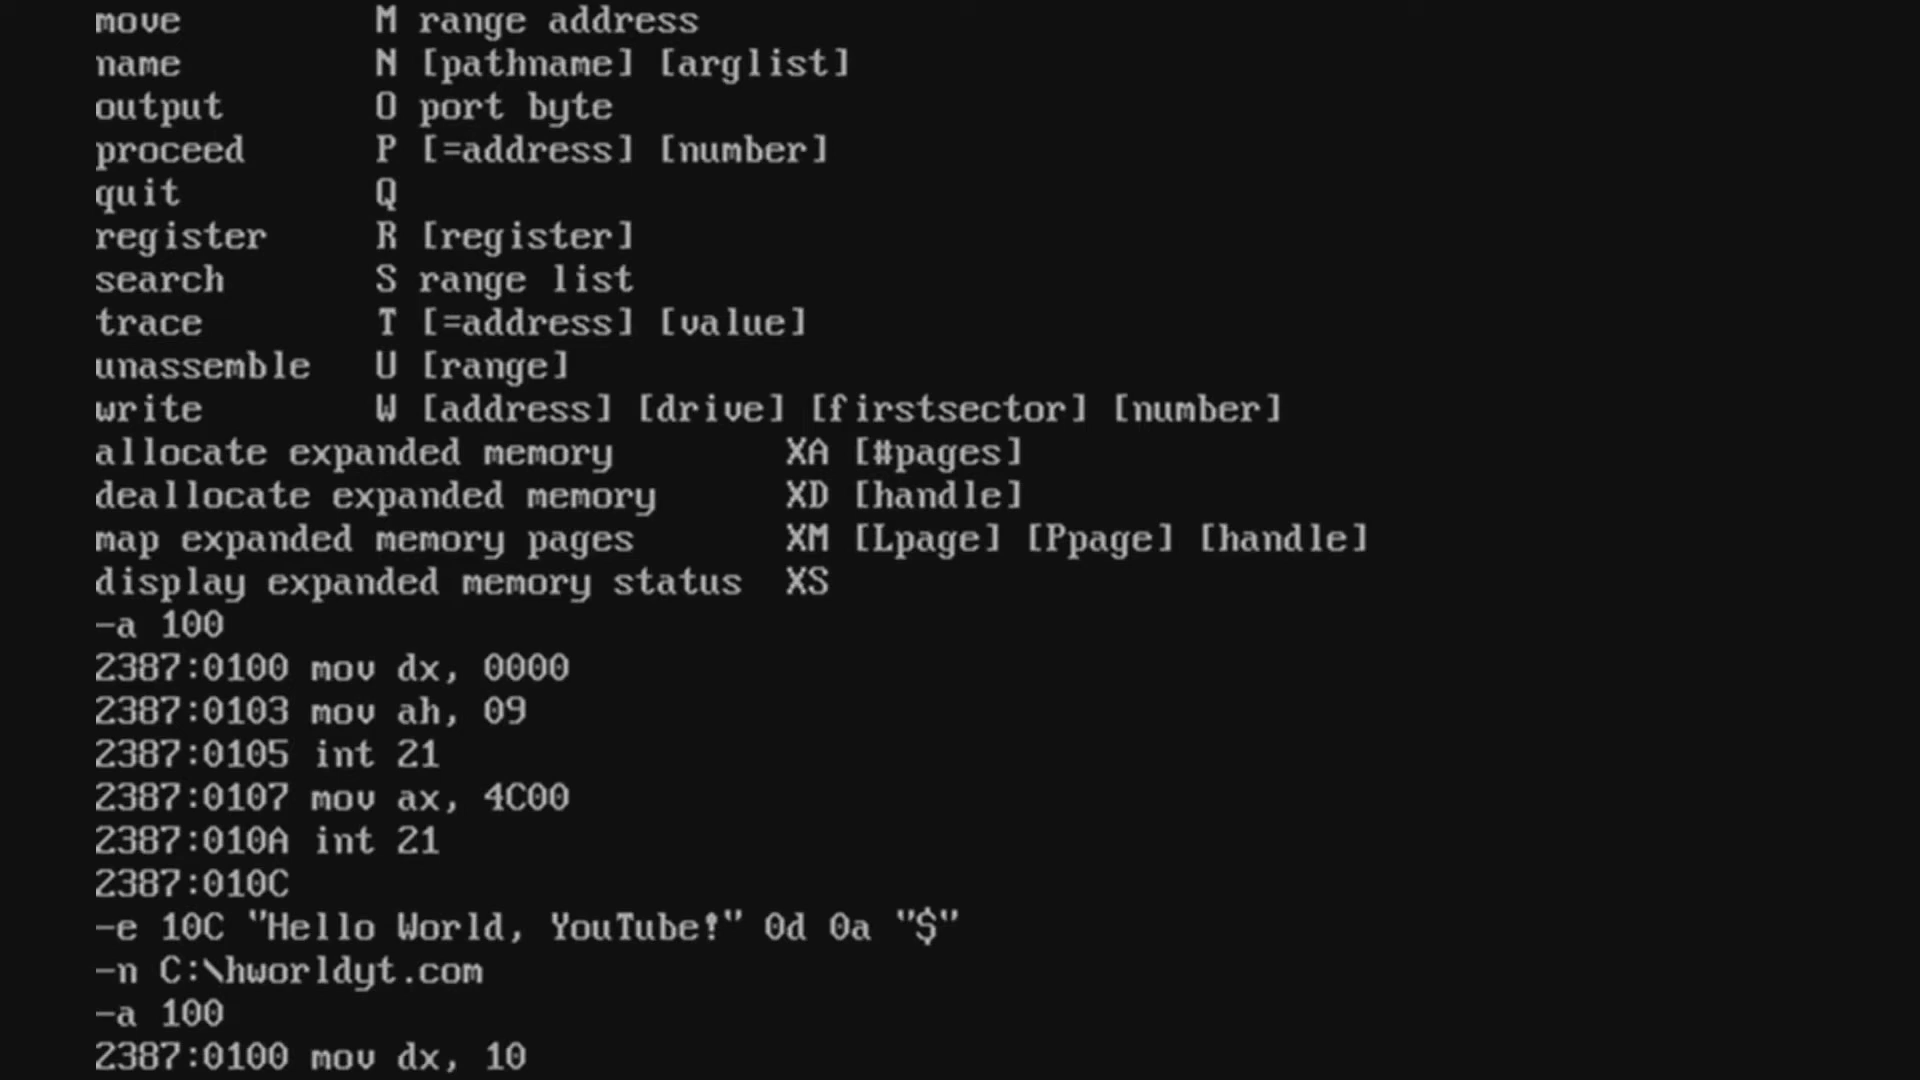 move         M range address
name         N [pathname] [arglist]
output       O port byte
proceed      P [=address] [number]
quit         Q
register     R [register]
search       S range list
trace        T [=address] [value]
unassemble   U [range]
write        W [address] [drive] [firstsector] [number]
allocate expanded memory        XA [#pages]
deallocate expanded memory      XD [handle]
map expanded memory pages       XM [Lpage] [Ppage] [handle]
display expanded memory status  XS
-a 100
2387:0100 mov dx, 0000
2387:0103 mov ah, 09
2387:0105 int 21
2387:0107 mov ax, 4C00
2387:010A int 21
2387:010C
-e 10C "Hello World, YouTube!" 0d 0a "$"
-n C:\hworldyt.com
-a 100
2387:0100 mov dx, 10